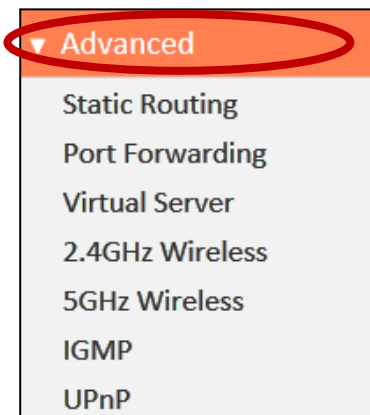 ▼ Advanced
Static Routing
Port Forwarding
Virtual Server
2.4GHz Wireless
5GHz Wireless
IGMP
UPnP